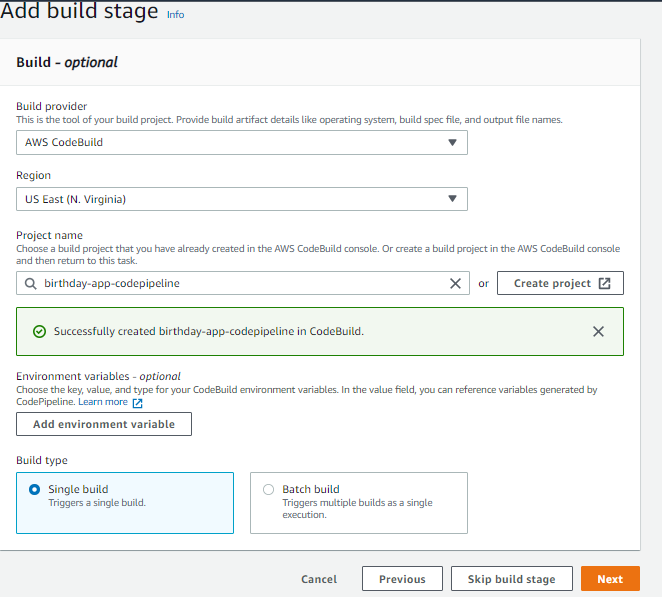 Add build stage Info
Build - optional
Build provider
This is the tool of your build project. Provide build artifact details like operating system, build spec file, and output file names.
AWS CodeBuild
Region
US East (N. Virginia)
Project name
Choose a build project that you have already created in the AWS CodeBuild console. Or create a build project in the AWS CodeBuild console
and then return to this task.
birthday-app-codepipeline or Create project
Successfully created birthday-app-codepipeline in CodeBuild.
Environment variables - optional
Choose the key, value, and type for your CodeBuild environment variables. In the value field, you can reference variables generated by
CodePipeline. Learn more
Add environment variable
Build type
Single build
Triggers a single build.
Batch build
Triggers multiple builds as a single
execution.
Cancel Previous Skip build stage Next